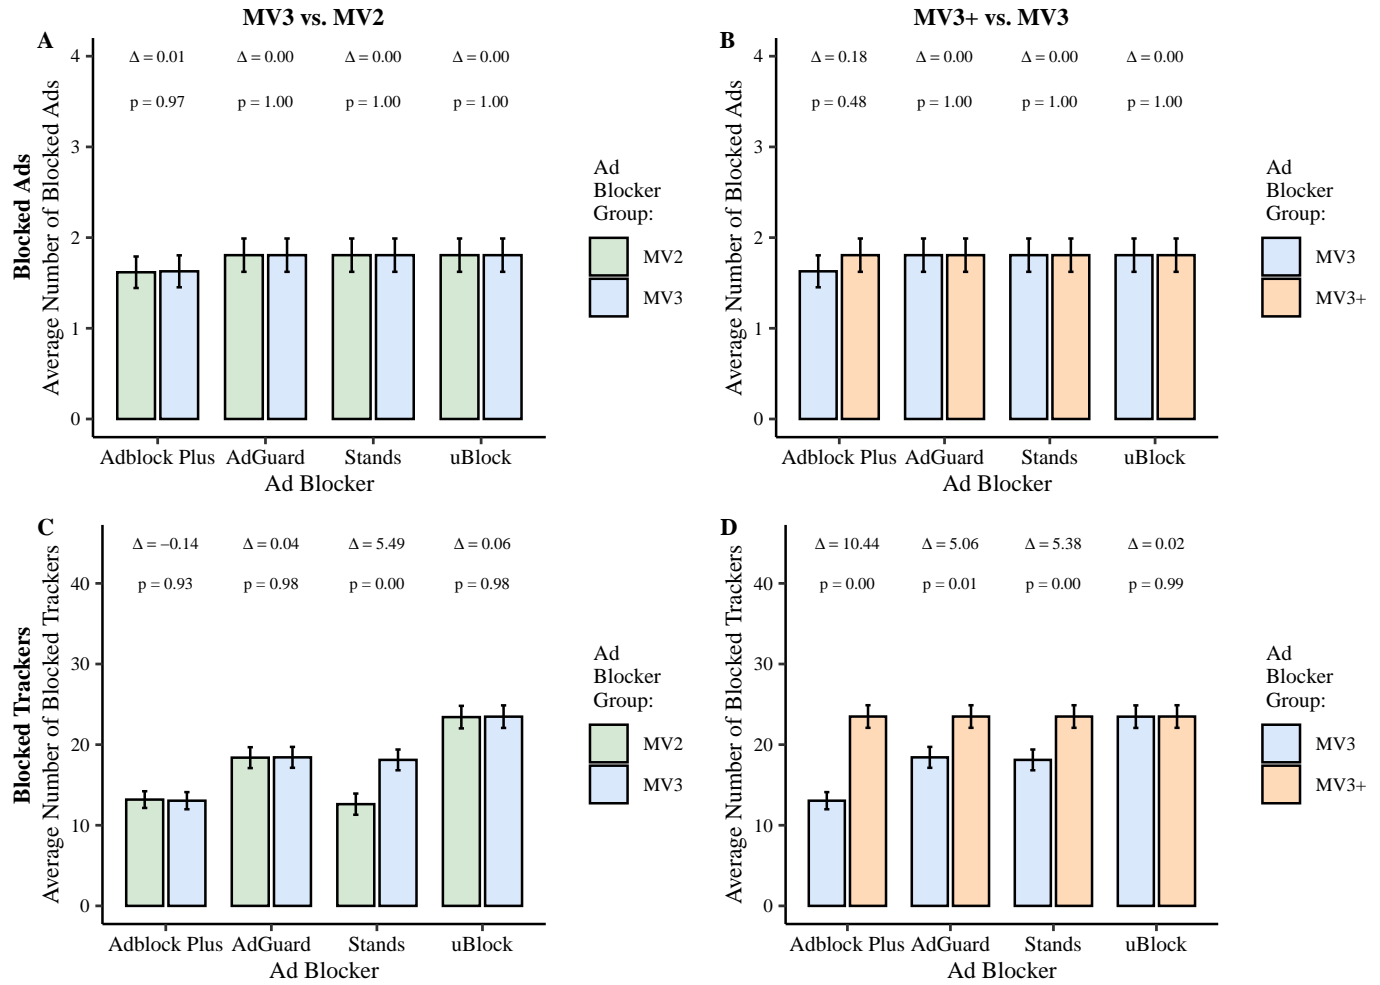 MV3 vs. MV2
MV3+ vs. MV3
A
Blocked Ads
Average Number of Blocked Ads
4
3
2
1
0
Δ = 0.01
Δ = 0.00
Δ = 0.00
Δ = 0.00
p = 0.97
p = 1.00
p = 1.00
p = 1.00
Adblock Plus
AdGuard
Stands
uBlock
Ad Blocker
Ad
Blocker
Group:
MV2
MV3
B
Average Number of Blocked Ads
4
3
2
1
0
Δ = 0.18
Δ = 0.00
Δ = 0.00
Δ = 0.00
p = 0.48
p = 1.00
p = 1.00
p = 1.00
Adblock Plus
AdGuard
Stands
uBlock
Ad Blocker
Ad
Blocker
Group:
MV3
MV3+
C
Blocked Trackers
Average Number of Blocked Trackers
40
30
20
10
0
Δ = −0.14
Δ = 0.04
Δ = 5.49
Δ = 0.06
p = 0.93
p = 0.98
p = 0.00
p = 0.98
Adblock Plus
AdGuard
Stands
uBlock
Ad Blocker
Ad
Blocker
Group:
MV2
MV3
D
Average Number of Blocked Trackers
40
30
20
10
0
Δ = 10.44
Δ = 5.06
Δ = 5.38
Δ = 0.02
p = 0.00
p = 0.01
p = 0.00
p = 0.99
Adblock Plus
AdGuard
Stands
uBlock
Ad Blocker
Ad
Blocker
Group:
MV3
MV3+